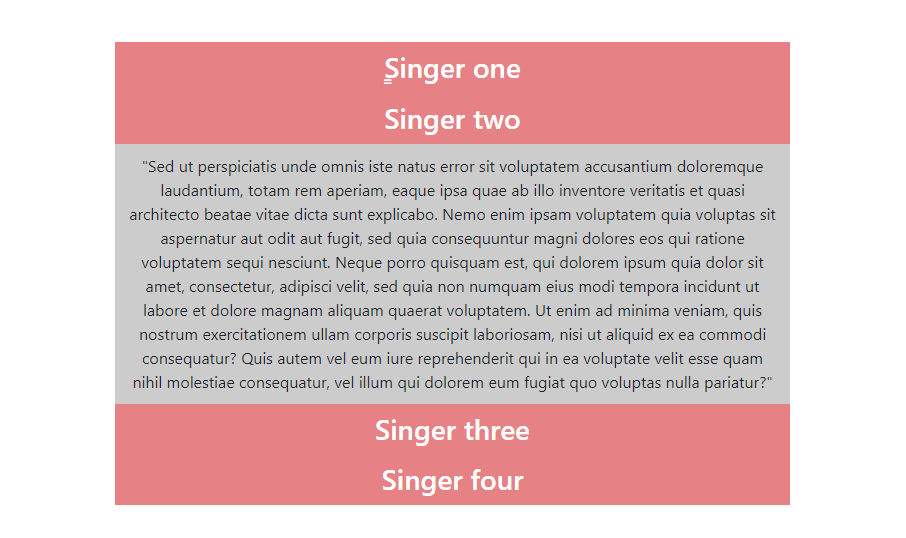 Singer one
Singer two
"Sed ut perspiciatis unde omnis iste natus error sit voluptatem accusantium doloremque
laudantium, totam rem aperiam, eaque ipsa quae ab illo inventore veritatis et quasi
architecto beatae vitae dicta sunt explicabo. Nemo enim ipsam voluptatem quia voluptas sit
aspernatur aut odit aut fugit, sed quia consequuntur magni dolores eos qui ratione
voluptatem sequi nesciunt. Neque porro quisquam est, qui dolorem ipsum quia dolor sit
amet, consectetur, adipisci velit, sed quia non numquam eius modi tempora incidunt ut
labore et dolore magnam aliquam quaerat voluptatem. Ut enim ad minima veniam, quis
nostrum exercitationem ullam corporis suscipit laboriosam, nisi ut aliquid ex ea commodi
consequatur? Quis autem vel eum iure reprehenderit qui in ea voluptate velit esse quam
nihil molestiae consequatur, vel illum qui dolorem eum fugiat quo voluptas nulla pariatur?"
Singer three
Singer four